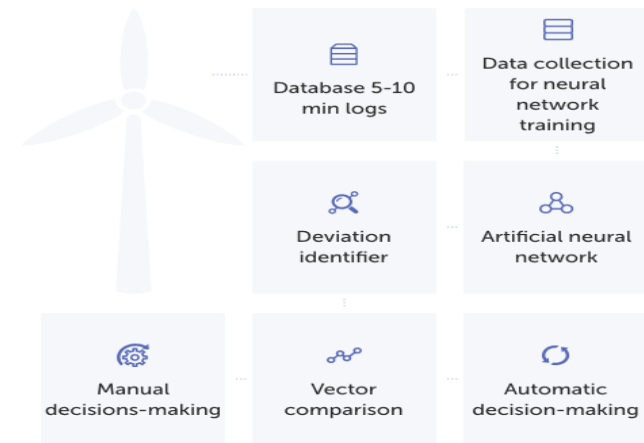 Database 5-10
min logs
Data collection
for neural
network
training
Deviation
identifier
Artificial neural
network
Manual
decisions-making
Vector
comparison
Automatic
decision-making